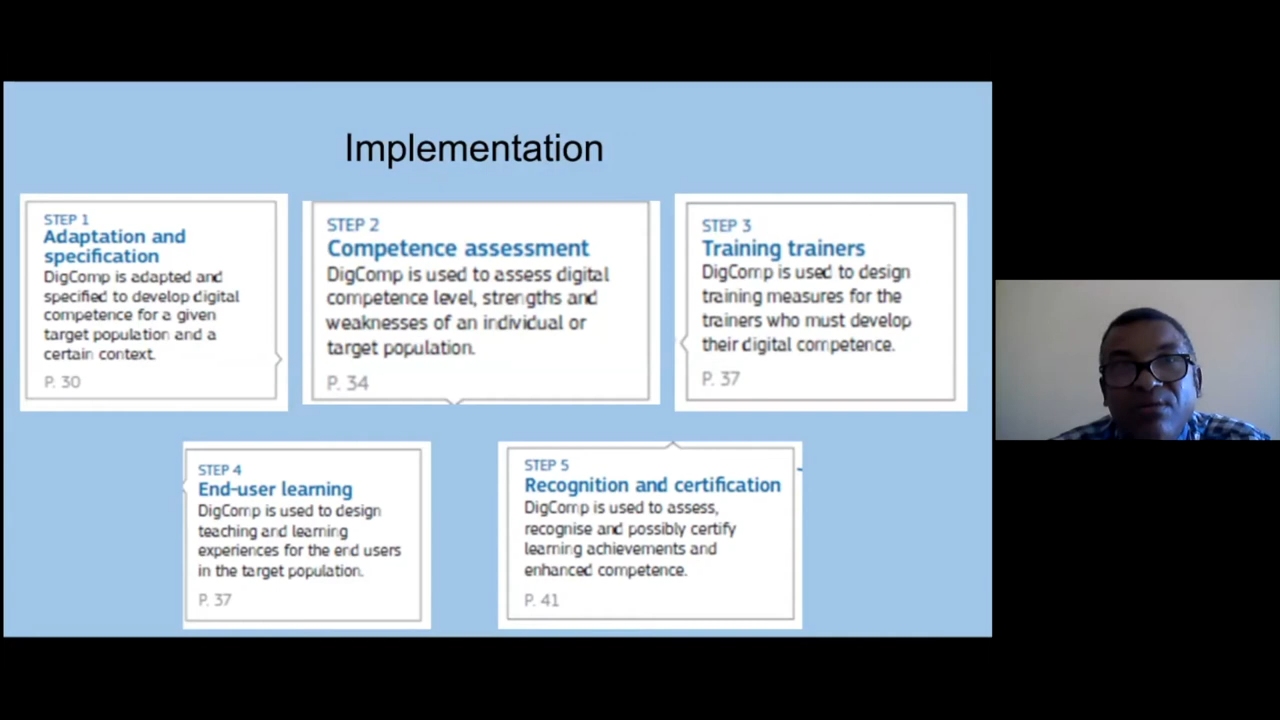 Implementation
STEP 1
Adaptation and
specification
DigComp is adapted and
specified to develop digital
competence for a given
target population and a
certain context.
P. 30
STEP 2
Competence assessment
DigComp is used to assess digital
competence level, strengths and
weaknesses of an individual or
target population.
P. 34
STEP 3
Training trainers
DigComp is used to design
training measures for the
trainers who must develop
their digital competence.
P. 37
STEP 4
End-user learning
DigComp is used to design
teaching and learning
experiences for the end users
in the target population.
P. 37
STEP 5
Recognition and certification
DigComp is used to assess,
recognise and possibly certify
learning achievements and
enhanced competence.
P. 41